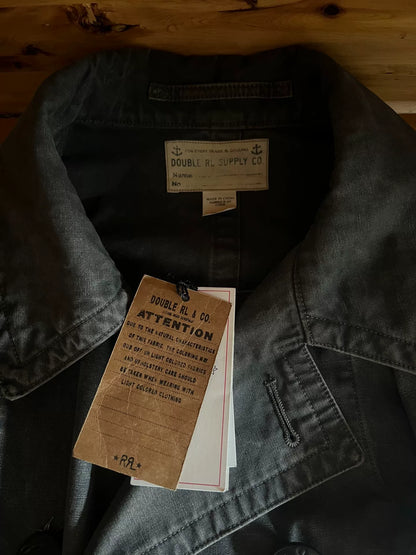 DOUBLE RL SUPPLY CO.
Name
No
MADE IN CHINA
DOUBLE RL & CO.
ATTENTION
DUE TO THE NATURAL CHARACTERISTICS
OF THIS FABRIC, THE COLORING MAY
RUB OFF ON LIGHT COLORED FABRICS
AND UPHOLSTERY CARE SHOULD
BE TAKEN WHEN WEARING WITH
LIGHT COLORED CLOTHING.
RRL